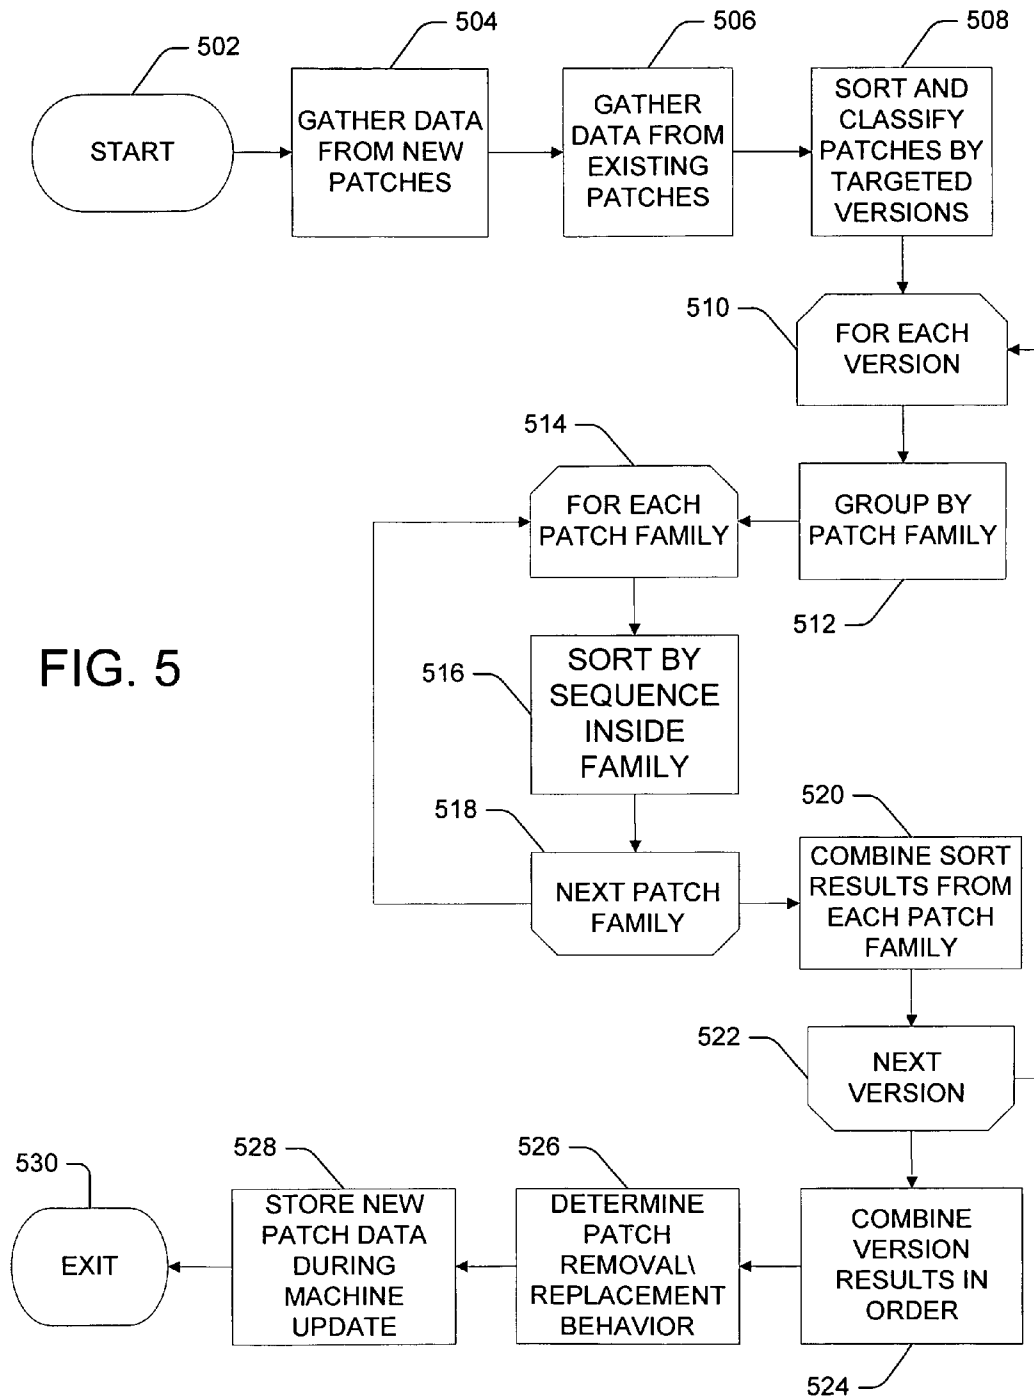 502
START
504
GATHER DATA
FROM NEW
PATCHES
506
GATHER
DATA FROM
EXISTING
PATCHES
508
SORT AND
CLASSIFY
PATCHES BY
TARGETED
VERSIONS
510
FOR EACH
VERSION
GROUP BY
PATCH FAMILY
512
514
FOR EACH
PATCH FAMILY
FIG. 5
516
SORT BY
SEQUENCE
INSIDE
FAMILY
518
NEXT PATCH
FAMILY
520
COMBINE SORT
RESULTS FROM
EACH PATCH
FAMILY
522
NEXT
VERSION
COMBINE
VERSION
RESULTS IN
ORDER
524
526
DETERMINE
PATCH
REMOVAL\
REPLACEMENT
BEHAVIOR
528
STORE NEW
PATCH DATA
DURING
MACHINE
UPDATE
530
EXIT